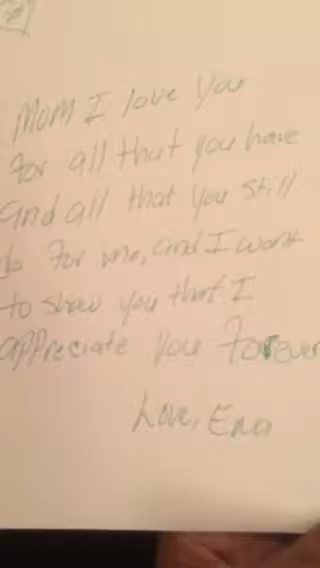 Mom I love you
For all that you have
and all that you still
do For me, and I want
to show you that I
appreciate you Forever
Love, Ena